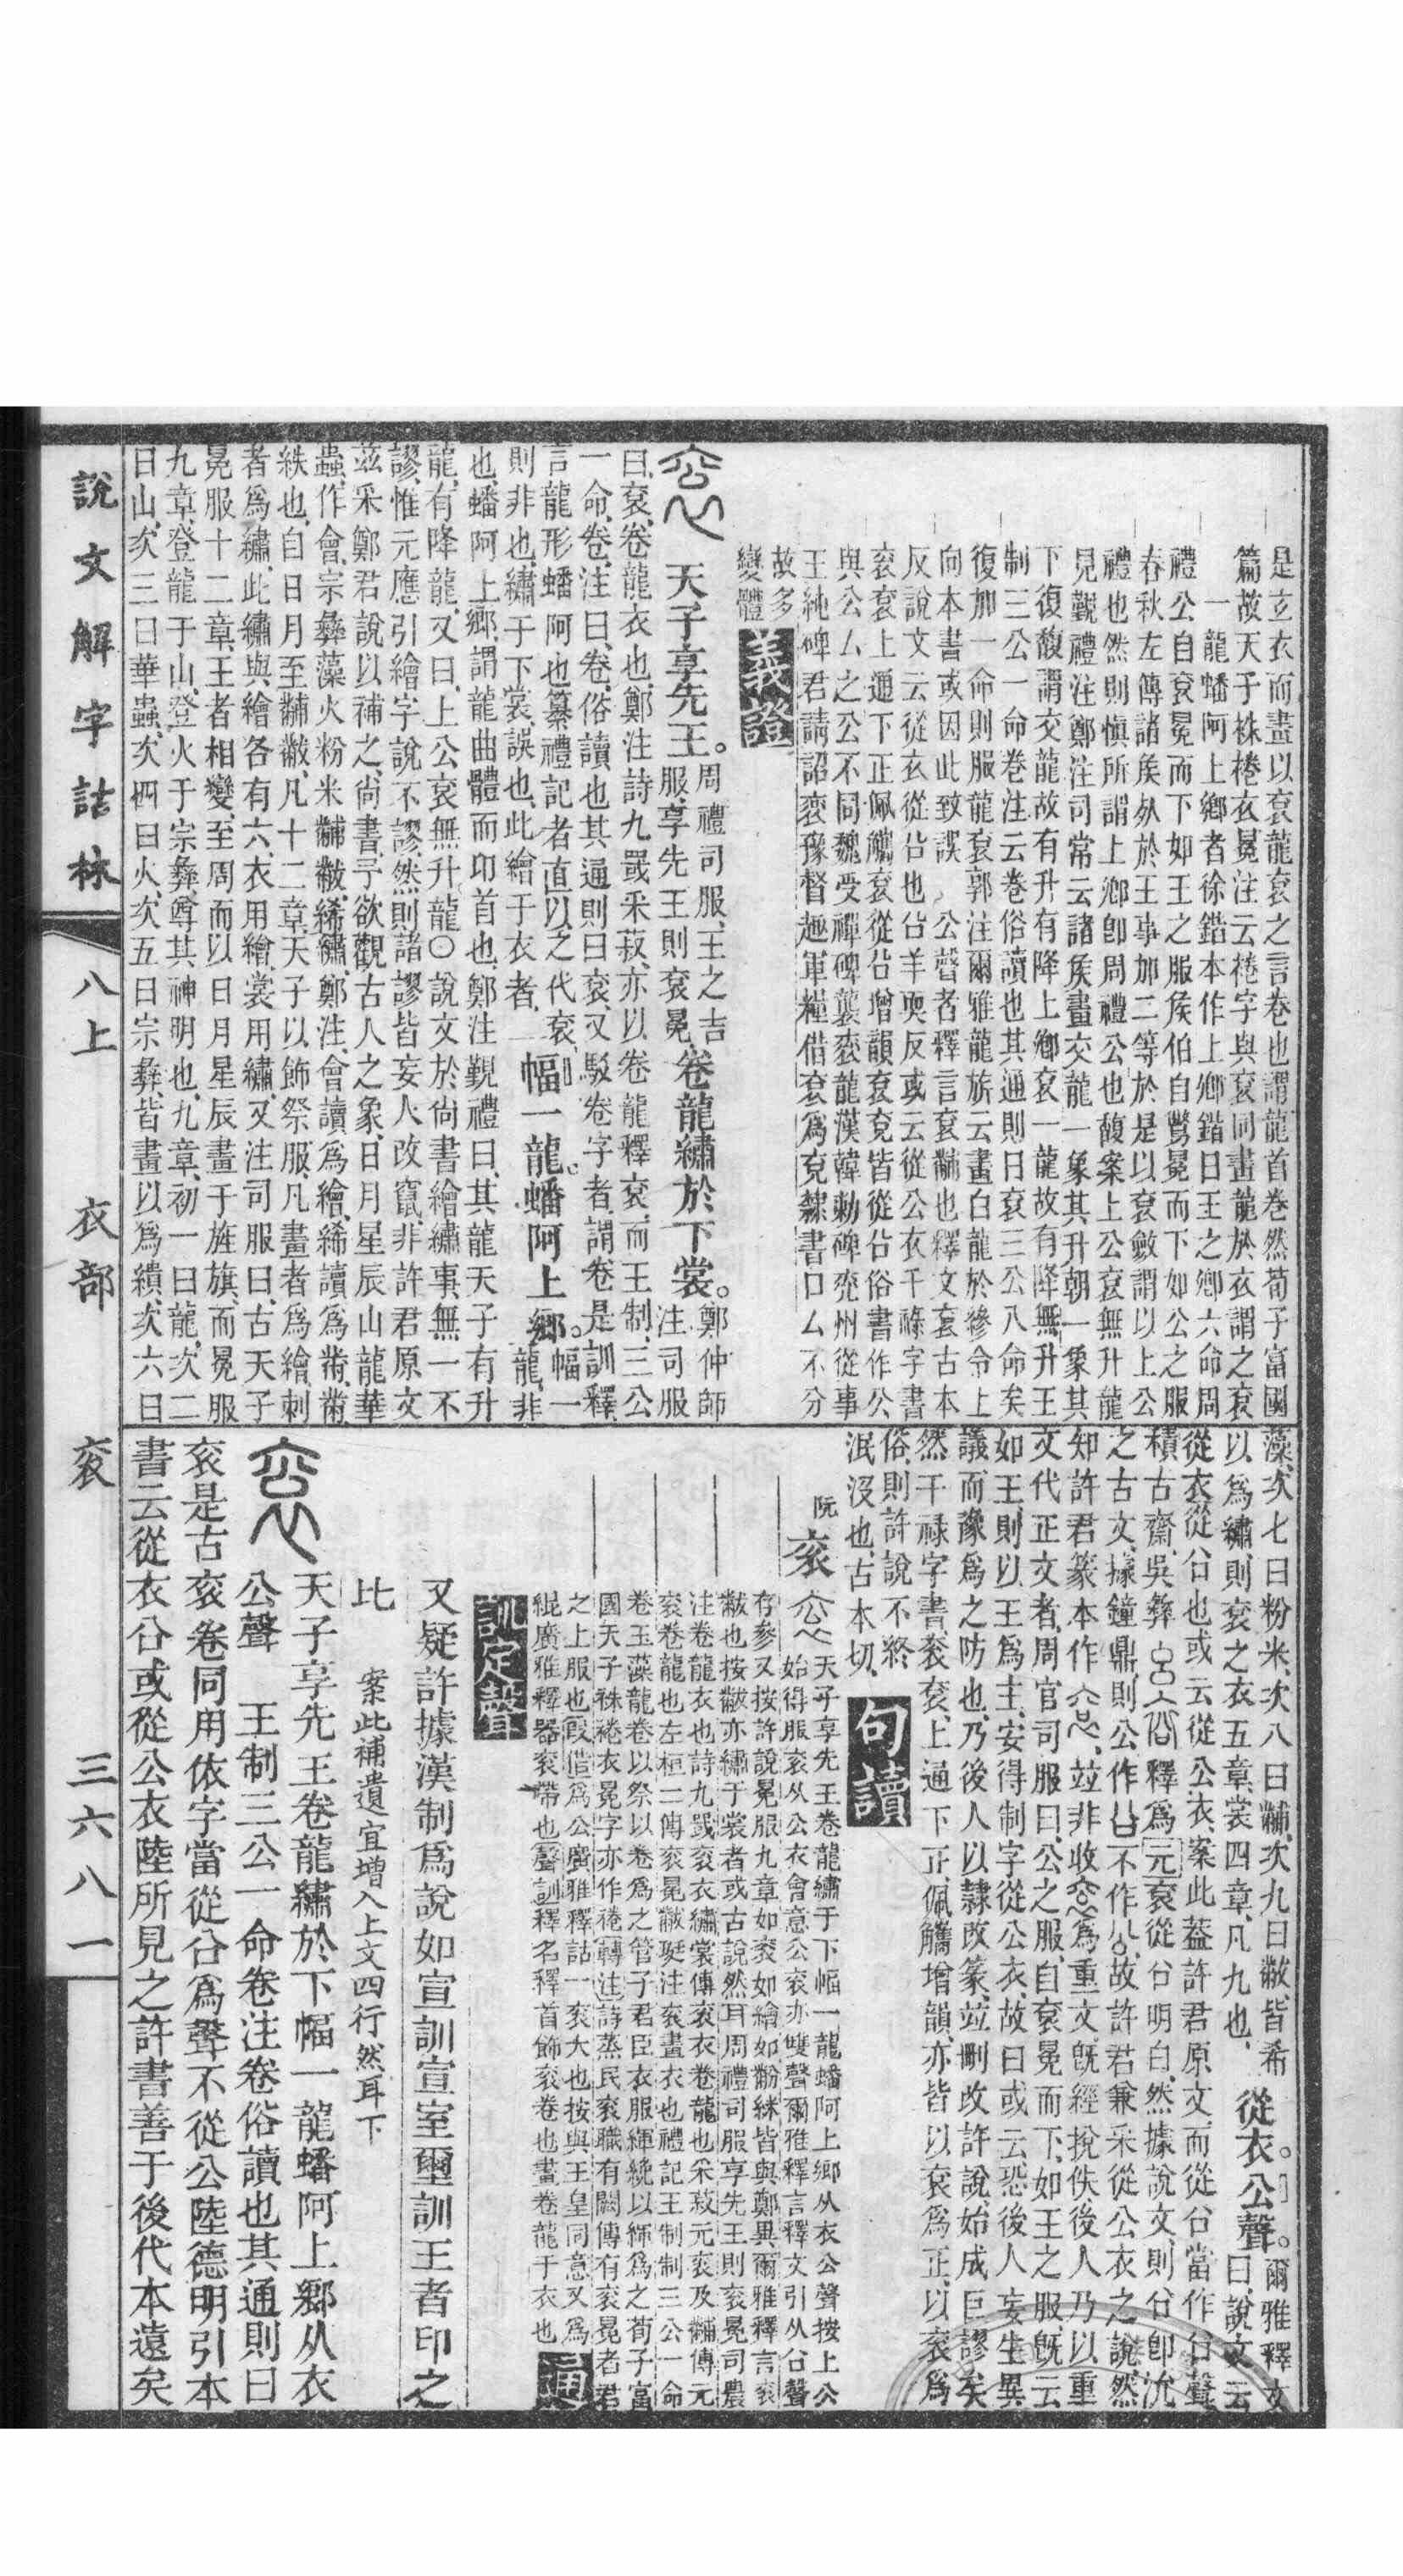 是立衣而畫以袞龍袞之言卷也謂龍首卷然荀子富國
篇故天子袾裷衣冕注云裷字與袞同畫龍於衣謂之袞
一龍蟠阿上鄉者徐鍇本作上鄉鍇曰王之鄉六命周
禮公自袞冕而下如王之服侯伯自鷩冕而下如公之服
春秋左傳諸侯死於王事加二等於是以袞斂謂以上公
禮也然則慎所謂上鄉卽周禮公也馥案上公袞無升龍
見覲禮注鄭注司常云諸侯畫交龍一象其升朝一象其
下復馥謂交龍故有升有降上鄉袞一龍故有降無升王
制三公一命卷注云卷俗讀也其通則曰袞三公八命矣
復加一命則服龍袞郭注爾雅龍旂云畫白龍於縿令上
向本書或因此致誤 公聲者釋言袞黼也釋文袞古本
反說文云從衣從㕣也㕣羊耎反或云從公衣干祿字書
衮袞上通下正佩觿袞從㕣增韻袞兗皆從㕣俗書作公
與公厶之公不同魏受禪碑襲衮龍漢韓勅碑兗州從事
王純碑君請詔衮豫督趣軍糧借袞爲兗隸書口厶不分
故多
變體 義證
天子享先王。周禮司服王之吉
服享先王則袞冕卷龍繡於下裳。鄭仲師
注司服
曰袞卷龍衣也鄭注詩九罭采菽亦以卷龍釋袞而王制三公
一命卷注曰卷俗讀也其通則曰袞又駁卷字者謂卷是訓釋
言龍形蟠阿也纂禮記者直以之代袞
則非也繡于下裳誤也此繪于衣者 幅一龍。蟠阿上鄉。幅一
龍非
也蟠阿上鄉謂龍曲體而卬首也鄭注覲禮曰其龍天子有升
龍有降龍又曰上公袞無升龍〇說文於尚書繪繡事無一不
謬惟元應引繪字說不謬然則諸謬皆妄人改竄非許君原文
茲采鄭君說以補之尚書予欲觀古人之象日月星辰山龍華
蟲作會宗彝藻火粉米黼黻絺繡鄭注會讀爲繪絺讀爲黹黹
紩也自日月至黼黻凡十二章天子以飾祭服凡畫者爲繪刺
者爲繡此繡與繪各有六衣用繪裳用繡又注司服曰古天子
冕服十二章王者相變至周而以日月星辰畫于旌旗而冕服
九章登龍于山登火于宗彝尊其神明也九章初一曰龍次二
曰山次三曰華蟲次四曰火次五曰宗彝皆畫以爲繢次六曰
藻次七曰粉米次八曰黼次九曰黻皆希
以爲繡則袞之衣五章裳四章凡九也 從衣。公聲。爾雅釋文
曰說文云
從衣從㕣也或云從公衣案此葢許君原文而從㕣當作㕣聲
積古齋吳彝釋爲元袞從㕣明白然據說文則㕣卽沇
之古文據鐘鼎則公作不作故許君兼采從公衣之說然
知許君篆本作竝非收爲重文旣經挩佚後人乃以重
文代正文者周官司服曰公之服自袞冕而下如王之服旣云
如王則以王爲主安得制字從公衣故曰或云恐後人妄生異
議而豫爲之防也乃後人以隸改篆竝刪改許說始成巨謬矣
然干祿字書衮袞上通下正佩觿增韻亦皆以袞爲正以衮爲
俗則許說不終
泯沒也古本切 句讀
阮 衮 天子享先王卷龍繡于下幅一龍蟠阿上鄉从衣公聲按上公
始得服衮从公衣會意公衮亦雙聲爾雅釋言釋文引从㕣聲
存參又按許說冕服九章如衮如繪如黺絑皆與鄭異爾雅釋言衮
黻也按黻亦繡于裳者或古說然耳周禮司服享先王則衮冕司農
注卷龍衣也詩九罭衮衣繡裳傳衮衣卷龍也采菽元衮及黼傳元
衮卷龍也左桓二傳衮冕黻珽注衮畫衣也禮記王制制三公一命
卷玉藻龍卷以祭以卷爲之管子君臣衣服緷絻以緷爲之荀子富
國天子袾裷衣冕字亦作裷轉注詩蒸民衮職有闕傳有衮冕者君
之上服也叚借爲公廣雅釋詁一衮大也按與王皇同意又爲
緄廣雅釋器衮帶也聲訓釋名釋首飾衮卷也畫卷龍于衣也 通
訓定聲
又疑許據漢制爲說如宣訓宣室璽訓王者印之
比 案此補遺宜增入上文四行然耳下
天子享先王卷龍繡於下幅一龍蟠阿上鄉从衣
公聲 王制三公一命卷注卷俗讀也其通則曰
衮是古衮卷同用依字當從㕣爲聲不從公陸德明引本
書云從衣㕣或從公衣陸所見之許書善于後代本遠矣
說文解字詁林 八上 衣部 衮 三六八一